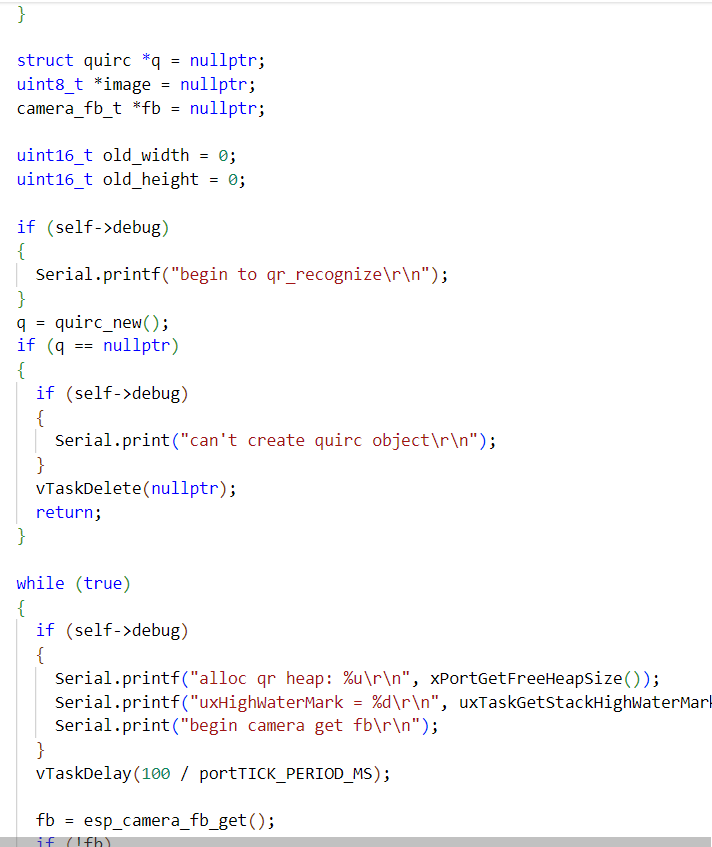 }
struct quirc *q = nullptr;
uint8_t *image = nullptr;
camera_fb_t *fb = nullptr;
uint16_t old_width = 0;
uint16_t old_height = 0;
if (self->debug)
{
Serial.printf("begin to qr_recognize\r\n");
}
q = quirc_new();
if (q == nullptr)
{
if (self->debug)
{
Serial.print("can't create quirc object\r\n");
}
vTaskDelete(nullptr);
return;
}
while (true)
{
if (self->debug)
{
Serial.printf("alloc qr heap: %u\r\n", xPortGetFreeHeapSize());
Serial.printf("uxHighWaterMark = %d\r\n", uxTaskGetStackHighWaterMark
Serial.print("begin camera get fb\r\n");
}
vTaskDelay(100 / portTICK_PERIOD_MS);
fb = esp_camera_fb_get();
if (!fb)